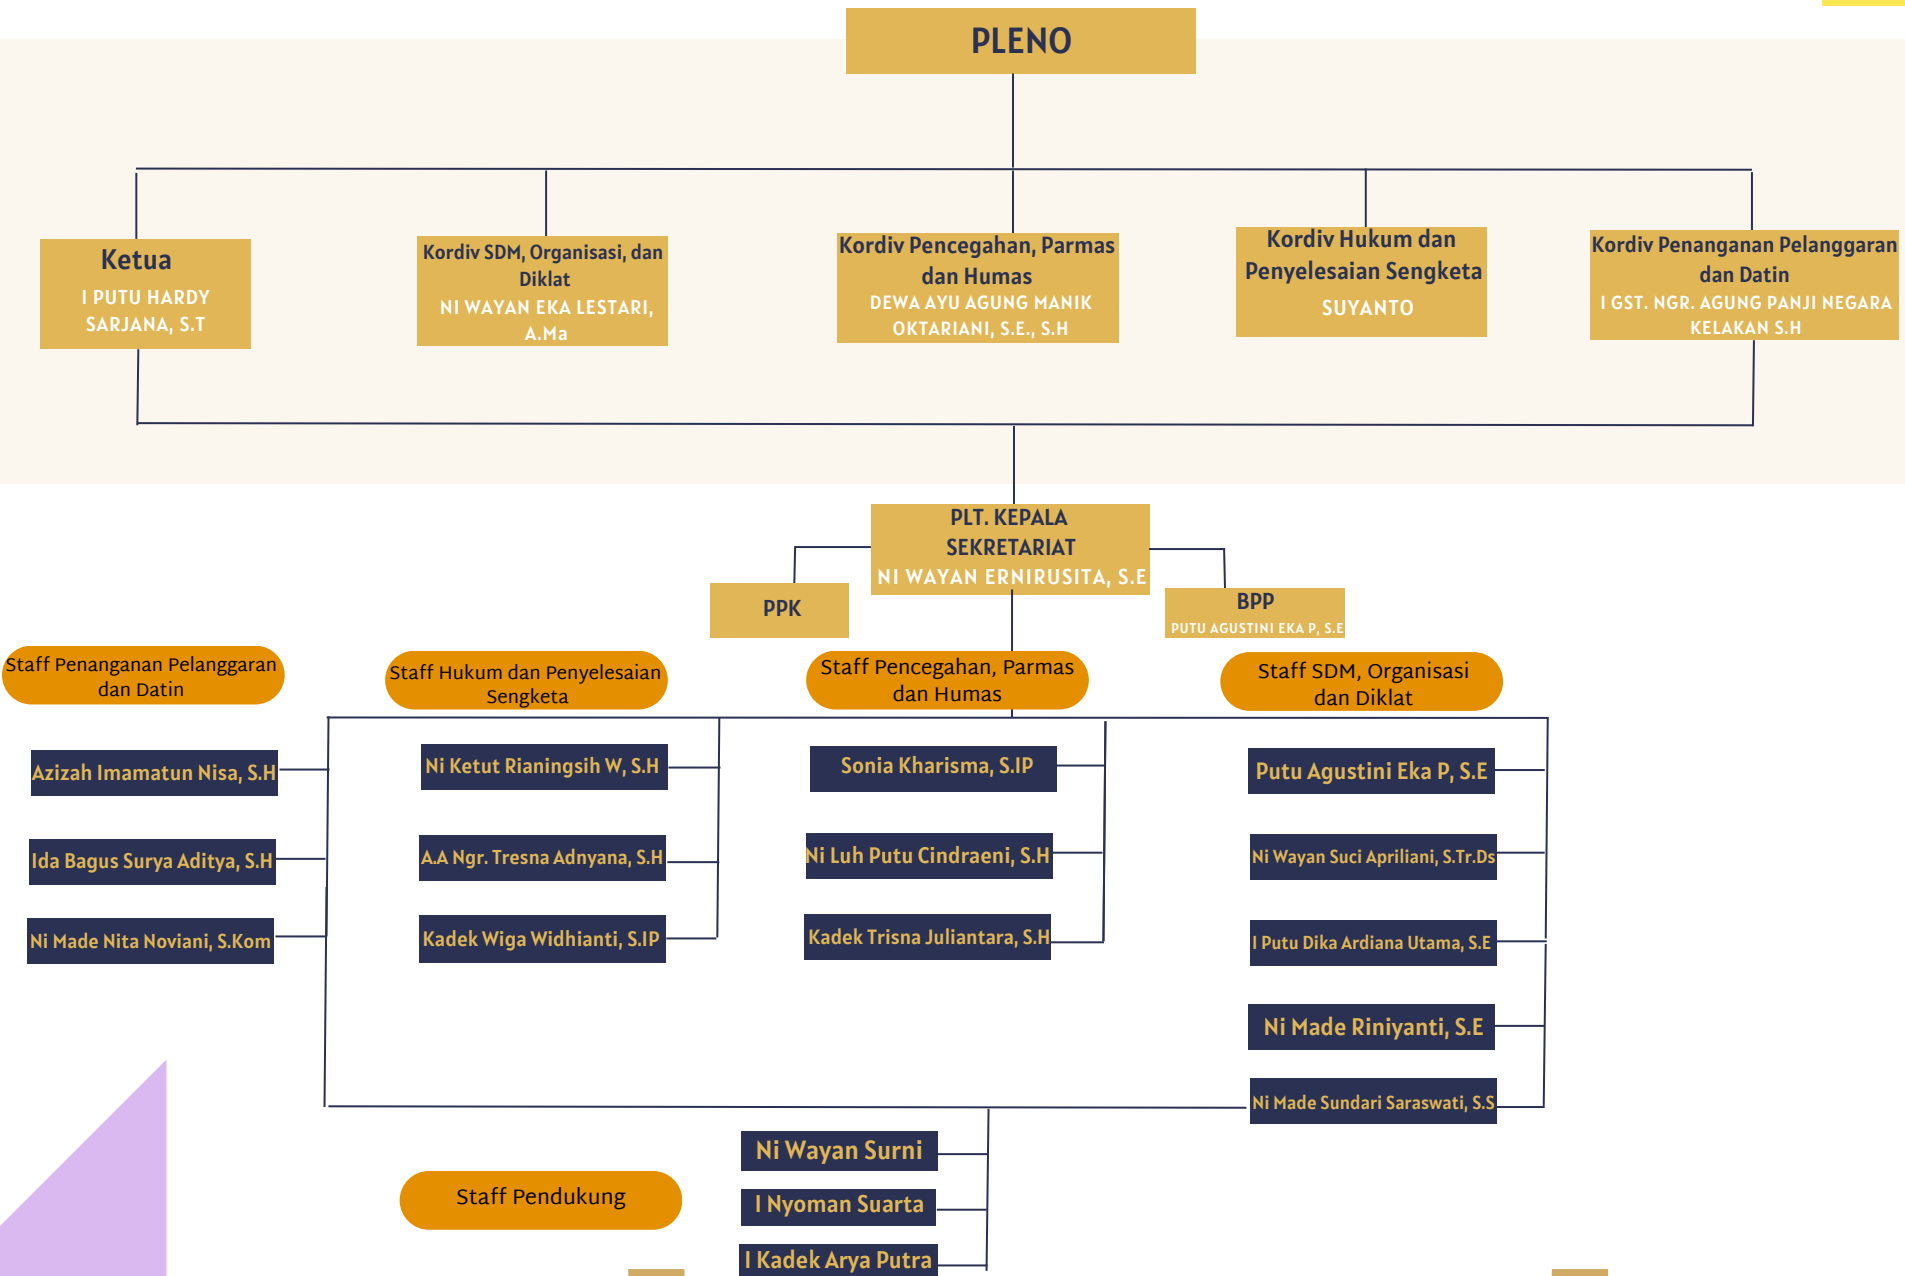 PLENO
Ketua
I PUTU HARDY
SARJANA, S.T
Kordiv SDM, Organisasi, dan
Diklat
NI WAYAN EKA LESTARI,
A.Ma
Kordiv Pencegahan, Parmas
dan Humas
DEWA AYU AGUNG MANIK
OKTARIANI, S.E., S.H
Kordiv Hukum dan
Penyelesaian Sengketa
SUYANTO
Kordiv Penanganan Pelanggaran
dan Datin
I GST. NGR. AGUNG PANJI NEGARA
KELAKAN S.H
PLT. KEPALA
SEKRETARIAT
NI WAYAN ERNIRUSITA, S.E
PPK
BPP
PUTU AGUSTINI EKA P, S.E
Staff Penanganan Pelanggaran
dan Datin
Azizah Imamatun Nisa, S.H
Ida Bagus Surya Aditya, S.H
Ni Made Nita Noviani, S.Kom
Staff Hukum dan Penyelesaian
Sengketa
Ni Ketut Rianingsih W, S.H
A.A Ngr. Tresna Adnyana, S.H
Kadek Wiga Widhianti, S.IP
Staff Pencegahan, Parmas
dan Humas
Sonia Kharisma, S.IP
Ni Luh Putu Cindraeni, S.H
Kadek Trisna Juliantara, S.H
Staff SDM, Organisasi
dan Diklat
Putu Agustini Eka P, S.E
Ni Wayan Suci Apriliani, S.Tr.Ds
I Putu Dika Ardiana Utama, S.E
Ni Made Riniyanti, S.E
Ni Made Sundari Saraswati, S.S
Staff Pendukung
Ni Wayan Surni
I Nyoman Suarta
I Kadek Arya Putra